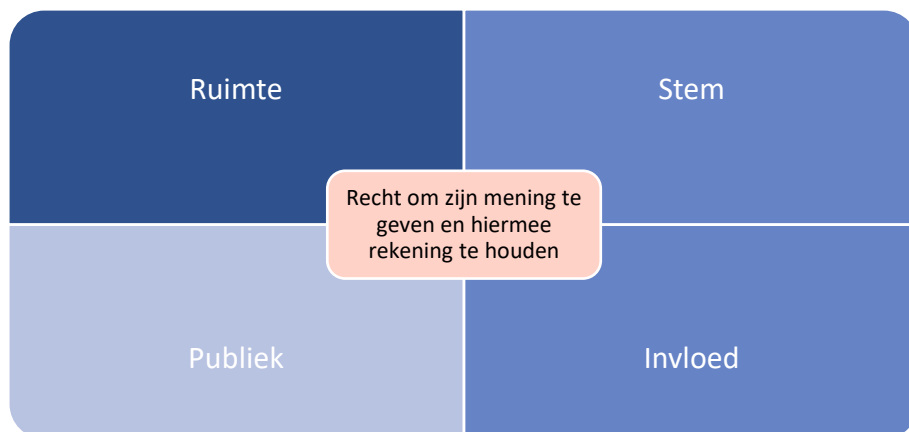 Ruimte
Stem
Recht om zijn mening te
geven en hiermee
rekening te houden
Publiek
Invloed